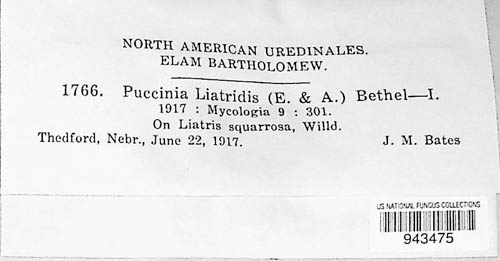 NORTH AMERICAN UREDINALES.
ELAM BARTHOLOMEW.
1766. Puccinia Liatridis (E. & A.) Bethel—I.
1917 : Mycologia 9 : 301.
On Liatris squarrosa, Willd.
Thedford, Nebr., June 22, 1917. J. M. Bates
US NATIONAL FUNGUS COLLECTIONS
943475